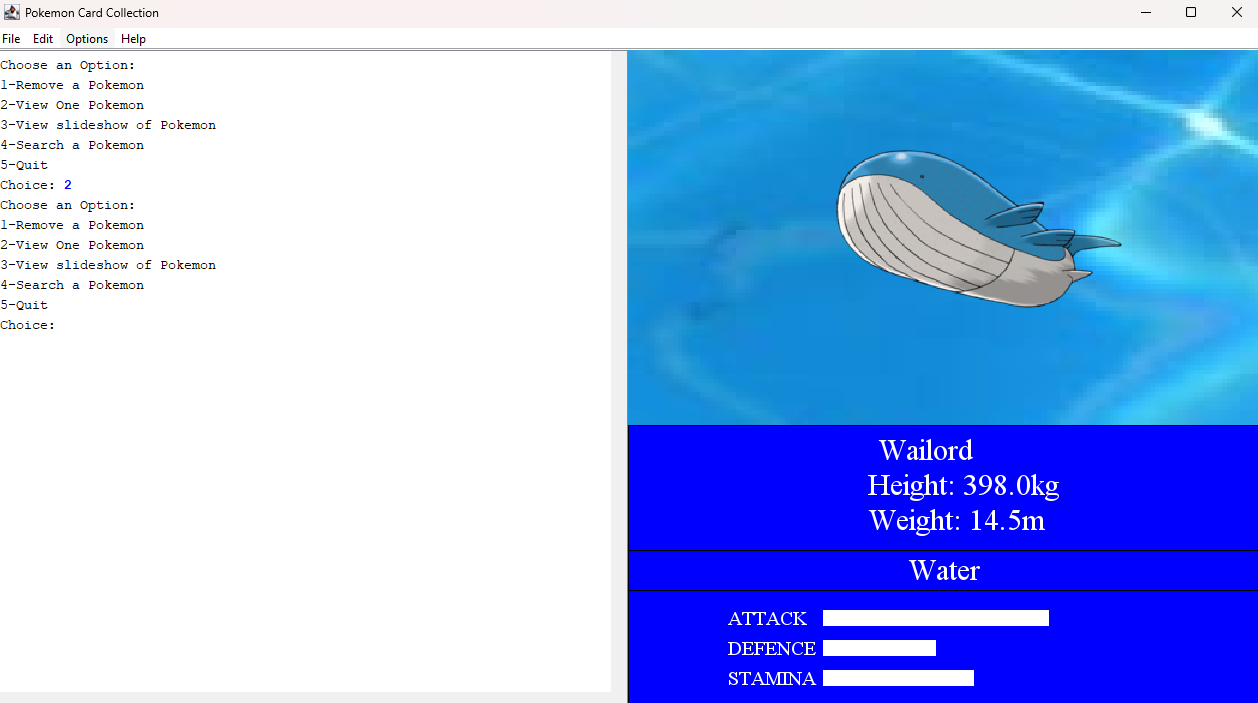 Pokemon Card Collection
File Edit Options Help
Choose an Option:
1-Remove a Pokemon
2-View One Pokemon
3-View slideshow of Pokemon
4-Search a Pokemon
5-Quit
Choice: 2
Choose an Option:
1-Remove a Pokemon
2-View One Pokemon
3-View slideshow of Pokemon
4-Search a Pokemon
5-Quit
Choice:
Wailord
Height: 398.0kg
Weight: 14.5m
Water
ATTACK
DEFENCE
STAMINA